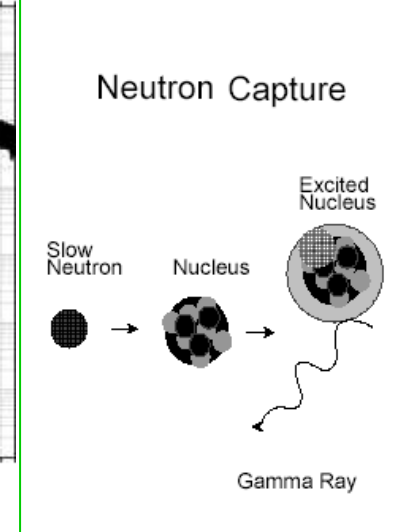 Neutron Capture
Excited
Nucleus
Slow
Neutron
Nucleus
Gamma Ray